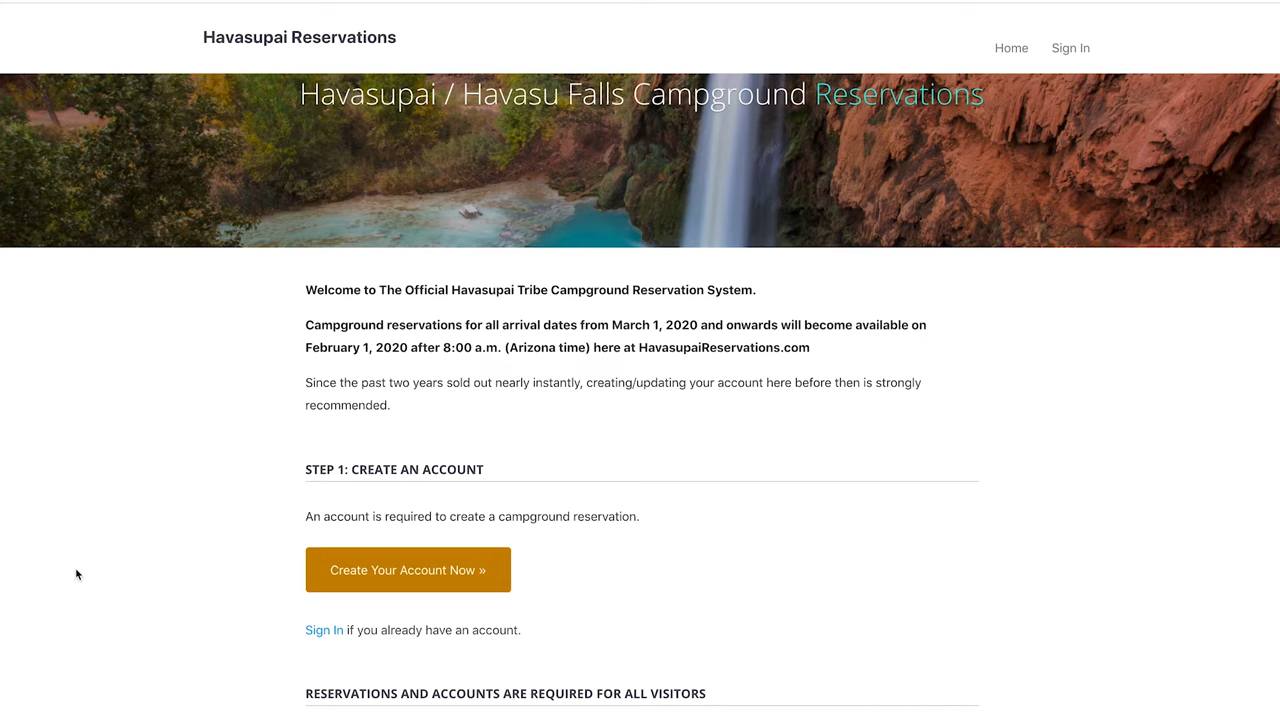 Havasupai Reservations
Home Sign In
Havasupai / Havasu Falls Campground Reservations
Welcome to The Official Havasupai Tribe Campground Reservation System.
Campground reservations for all arrival dates from March 1, 2020 and onwards will become available on
February 1, 2020 after 8:00 a.m. (Arizona time) here at HavasupaiReservations.com
Since the past two years sold out nearly instantly, creating/updating your account here before then is strongly
recommended.
STEP 1: CREATE AN ACCOUNT
An account is required to create a campground reservation.
Create Your Account Now »
Sign In if you already have an account.
RESERVATIONS AND ACCOUNTS ARE REQUIRED FOR ALL VISITORS